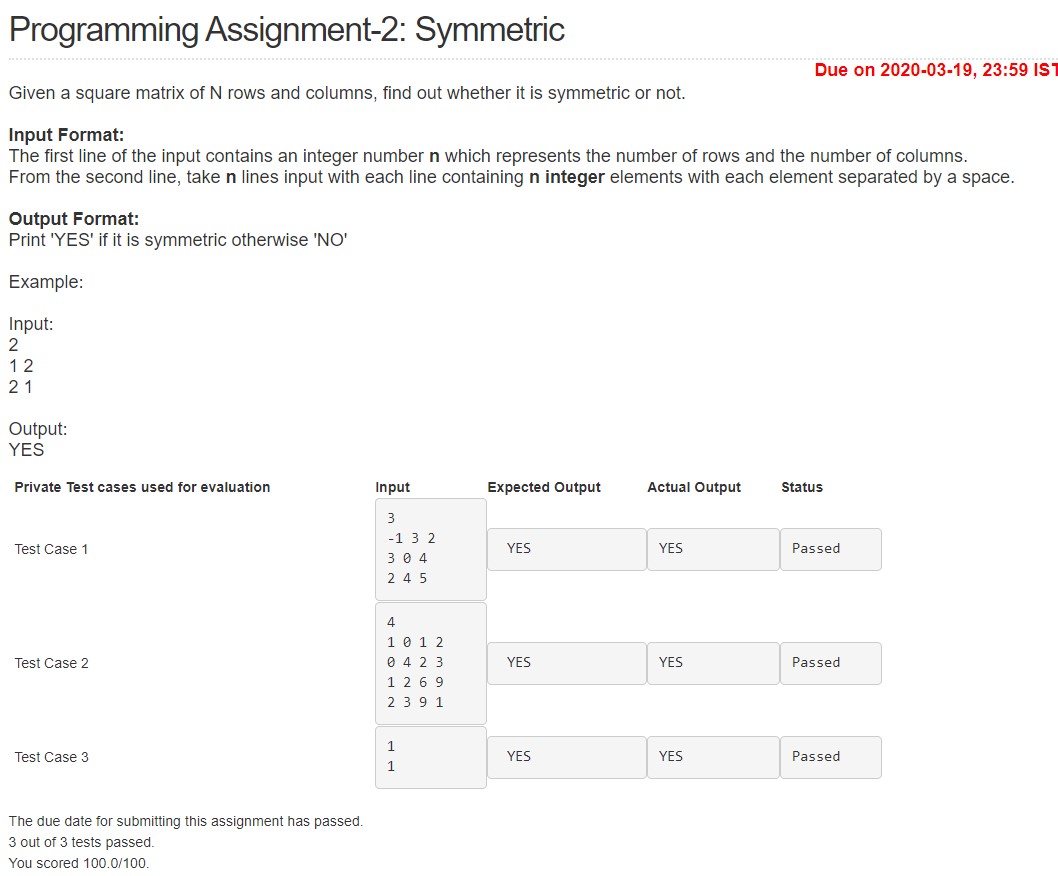 Programming Assignment-2: Symmetric
Due on 2020-03-19, 23:59 IST
Given a square matrix of N rows and columns, find out whether it is symmetric or not.
Input Format:
The first line of the input contains an integer number n which represents the number of rows and the number of columns.
From the second line, take n lines input with each line containing n integer elements with each element separated by a space.
Output Format:
Print 'YES' if it is symmetric otherwise 'NO'
Example:
Input:
2
1 2
2 1
Output:
YES
Private Test cases used for evaluation Input Expected Output Actual Output Status
Test Case 1
3
-1 3 2
3 0 4
2 4 5
YES YES Passed
Test Case 2
4
1 0 1 2
0 4 2 3
1 2 6 9
2 3 9 1
YES YES Passed
Test Case 3
1
1
YES YES Passed
The due date for submitting this assignment has passed.
3 out of 3 tests passed.
You scored 100.0/100.